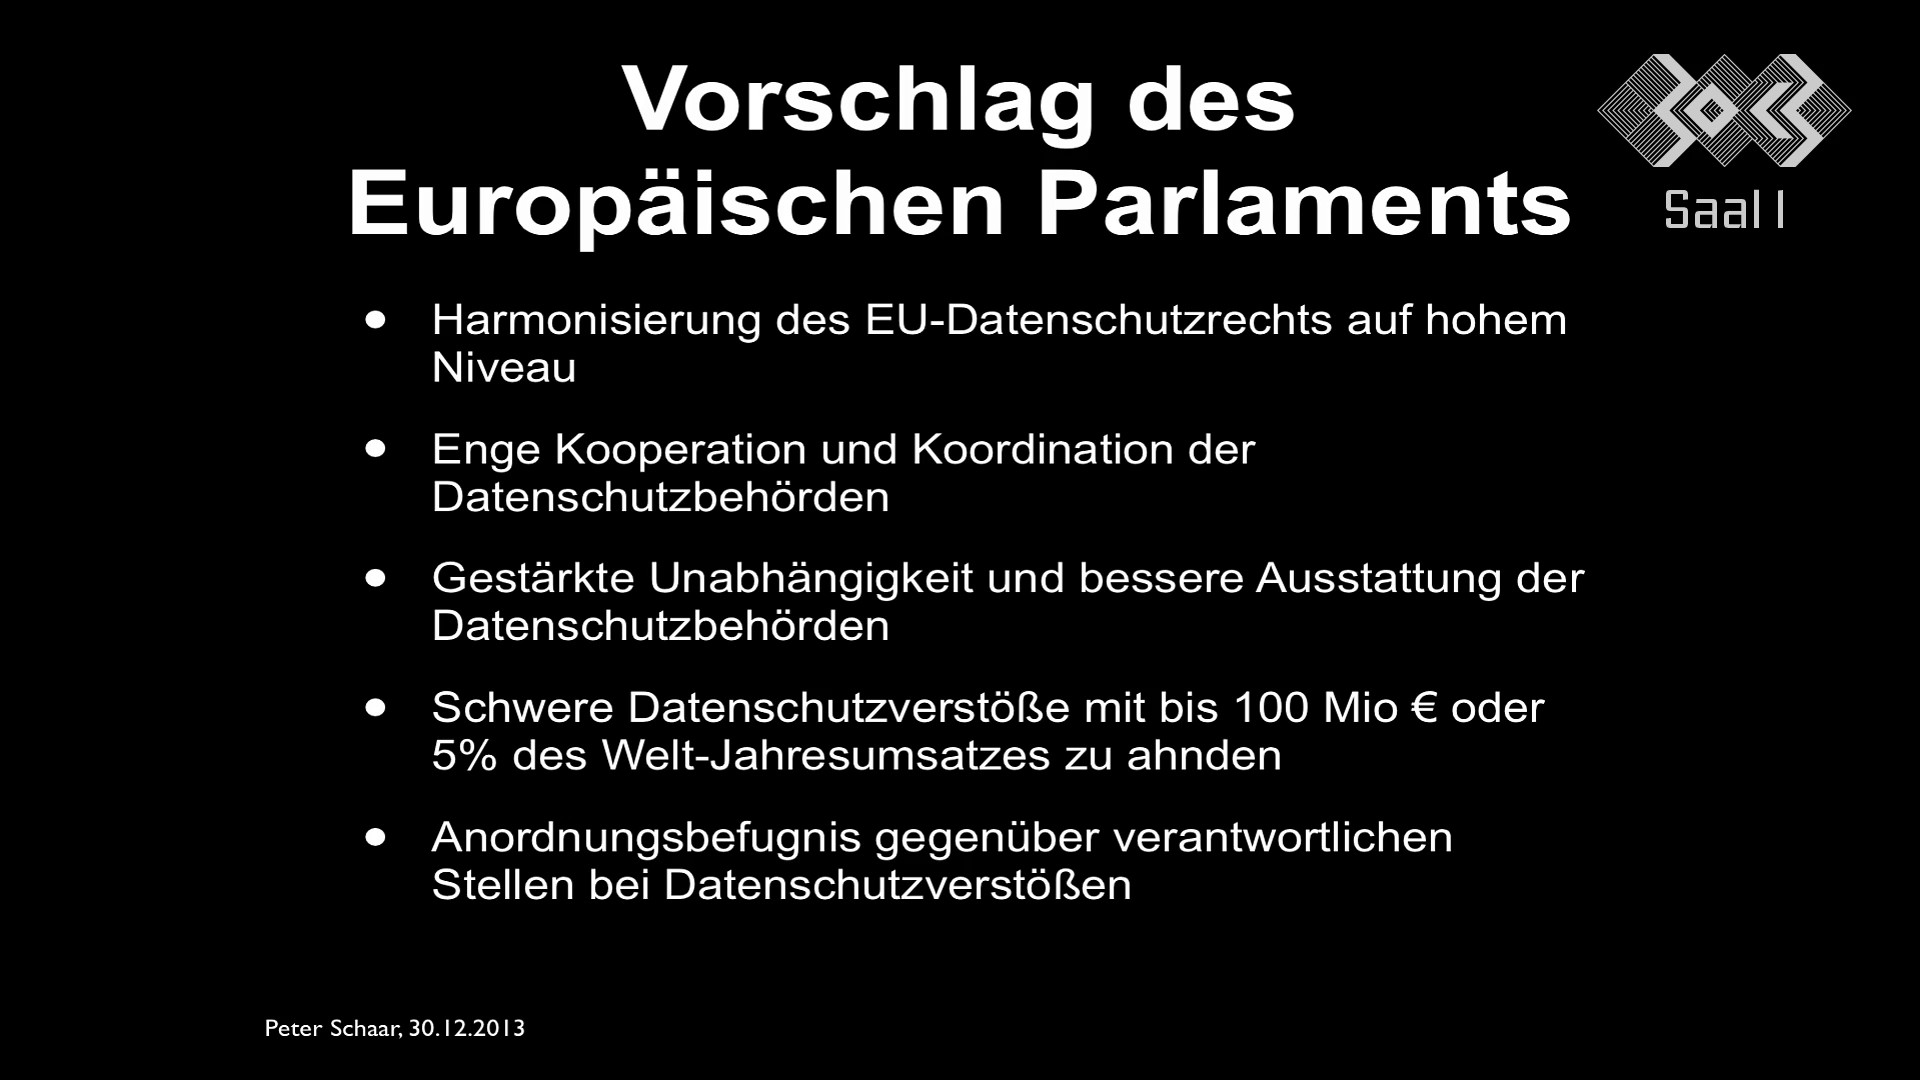 Vorschlag des
Europäischen Parlaments
30C3
Saal 1
• Harmonisierung des EU-Datenschutzrechts auf hohem
Niveau
• Enge Kooperation und Koordination der
Datenschutzbehörden
• Gestärkte Unabhängigkeit und bessere Ausstattung der
Datenschutzbehörden
• Schwere Datenschutzverstöße mit bis 100 Mio € oder
5% des Welt-Jahresumsatzes zu ahnden
• Anordnungsbefugnis gegenüber verantwortlichen
Stellen bei Datenschutzverstößen
Peter Schaar, 30.12.2013